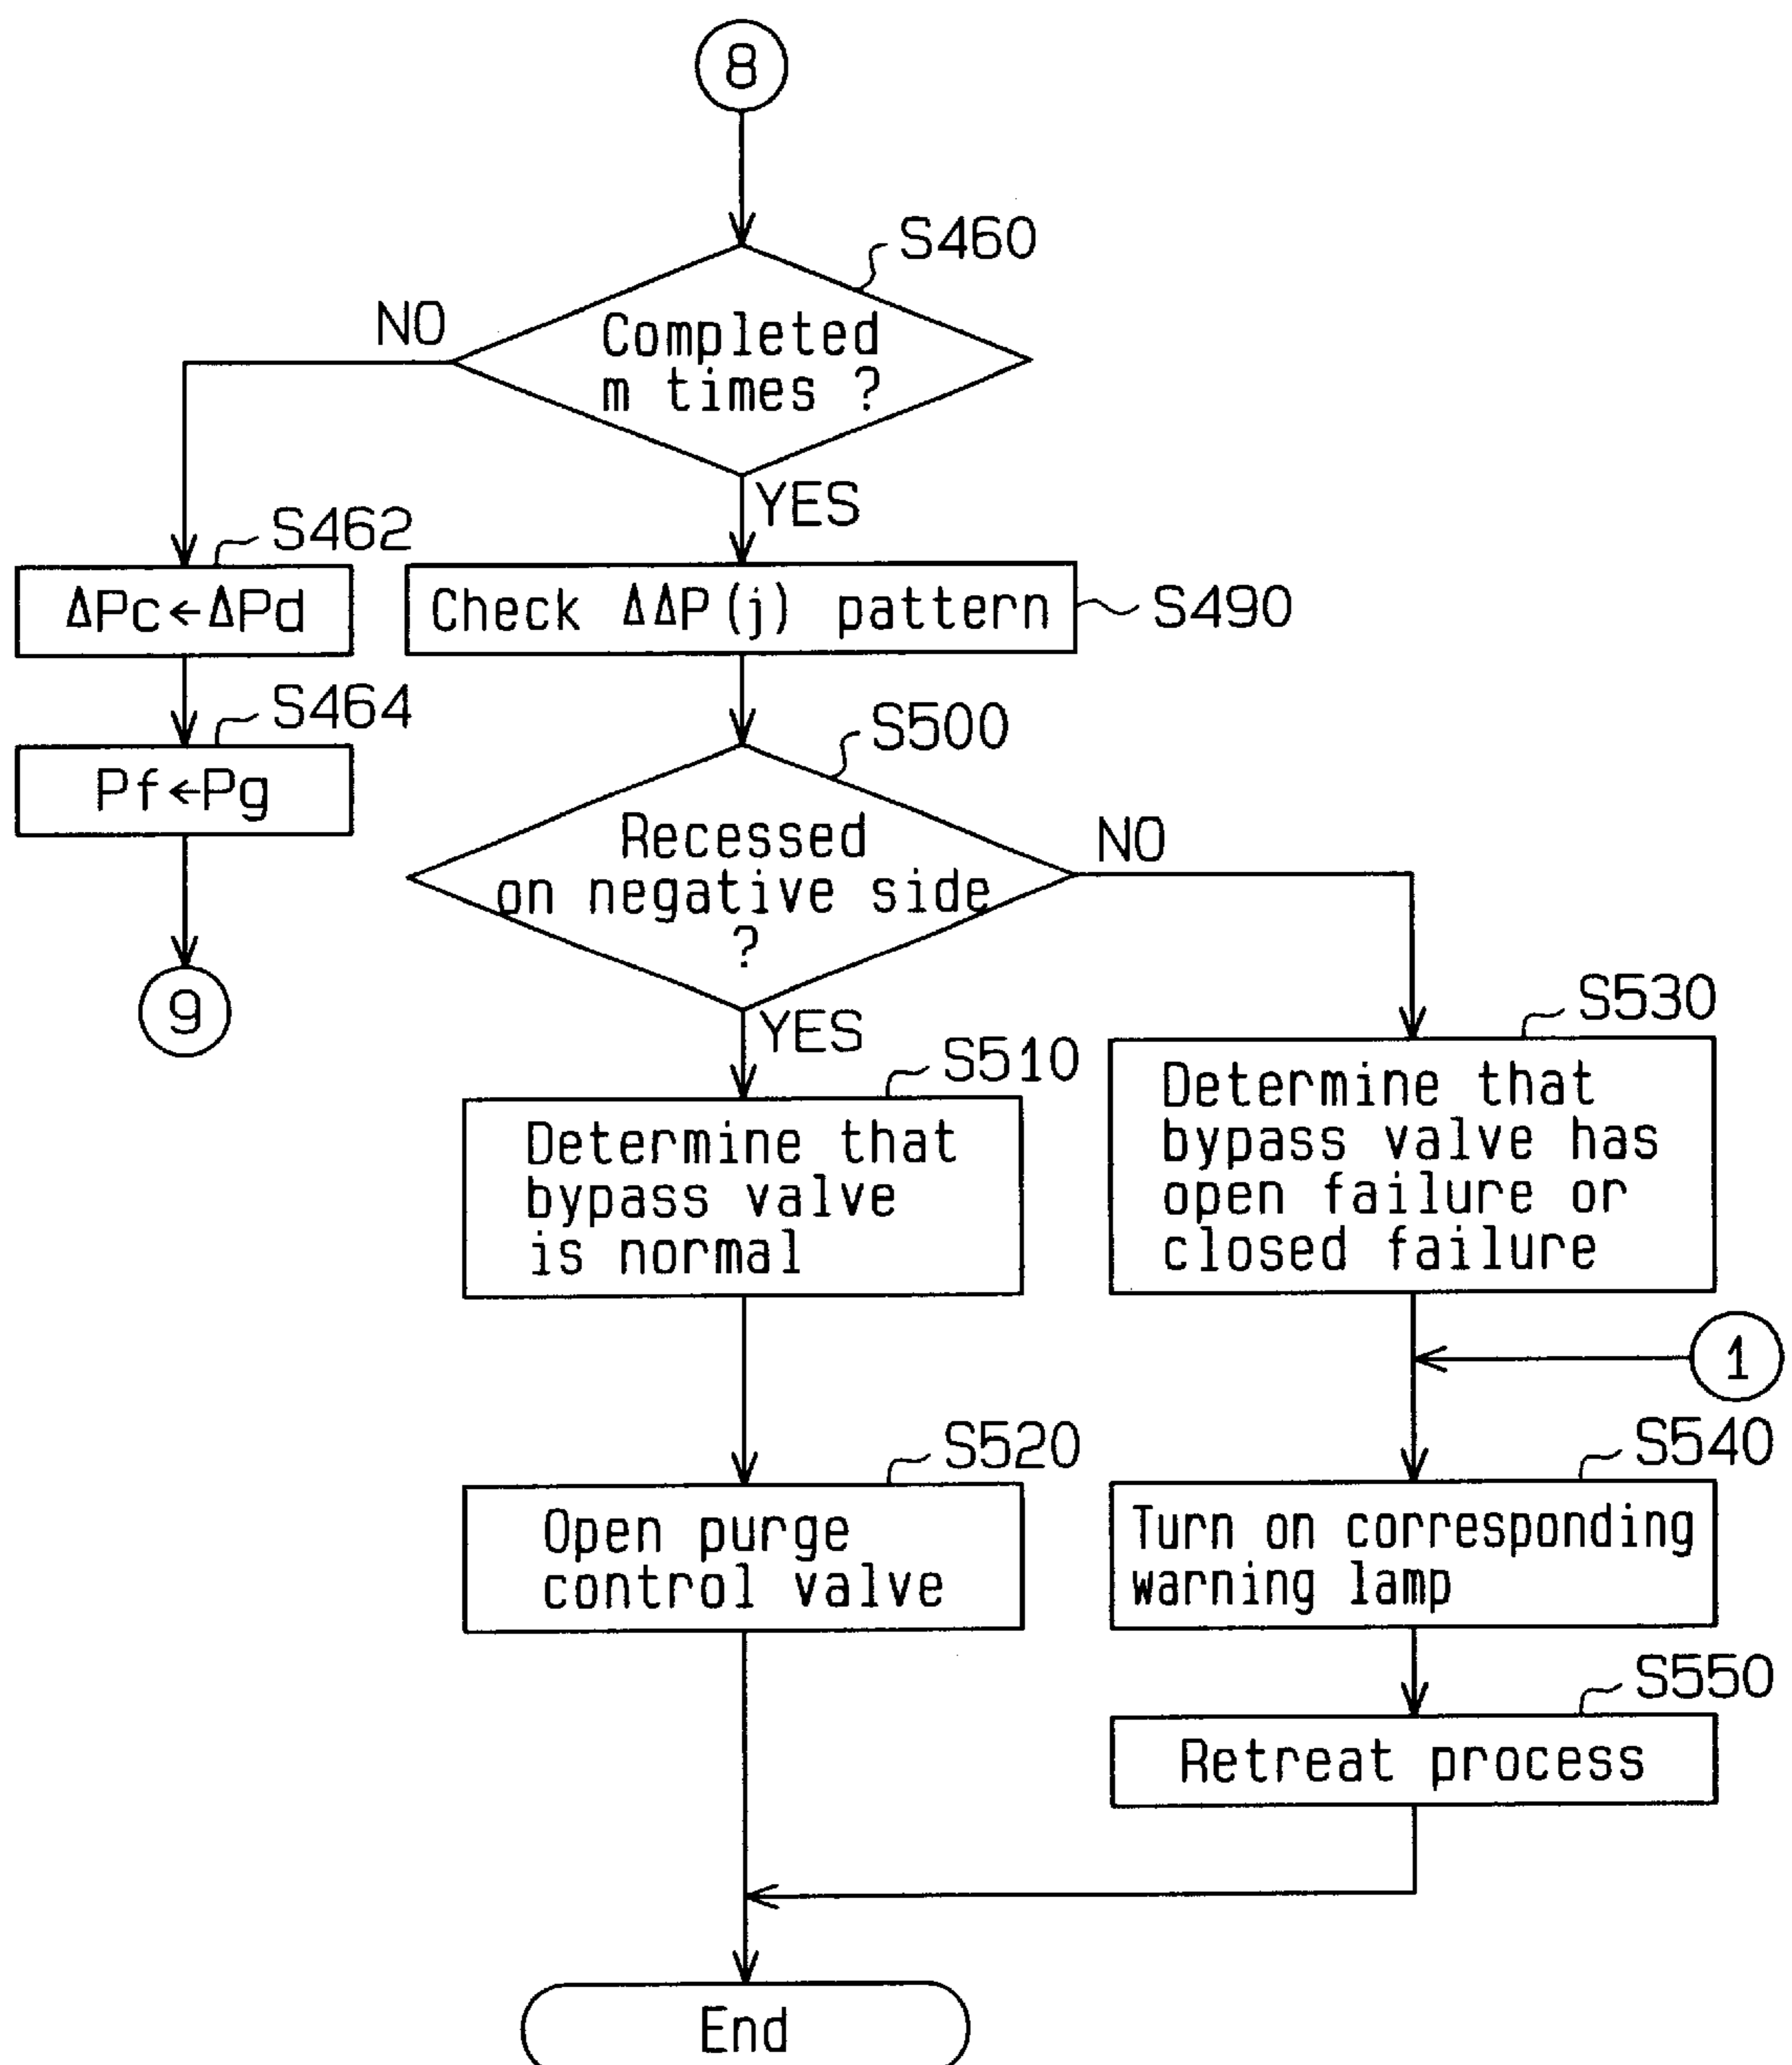 8
S460
NO
Completed
m times ?
YES
S462
ΔPc←ΔPd
Check ΔΔP(j) pattern
S490
S464
Pf←Pg
S500
Recessed
on negative side
?
NO
9
YES
S510
Determine that
bypass valve
is normal
S530
Determine that
bypass valve has
open failure or
closed failure
1
S520
Open purge
control valve
S540
Turn on corresponding
warning lamp
S550
Retreat process
End